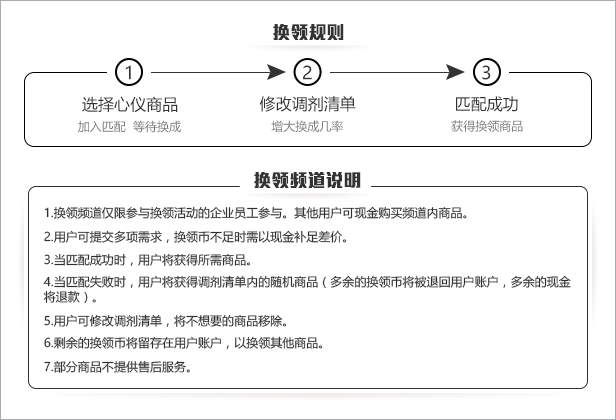 换领规则
1 2 3
选择心仪商品 修改调剂清单 匹配成功
加入匹配 等待换成 增大换成几率 获得换领商品
换领频道说明
1.换领频道仅限参与换领活动的企业员工参与。其他用户可现金购买频道内商品。
2.用户可提交多项需求，换领币不足时需以现金补足差价。
3.当匹配成功时，用户将获得所需商品。
4.当匹配失败时，用户将获得调剂清单内的随机商品（多余的换领币将被退回用户账户，多余的现金
将退款）。
5.用户可修改调剂清单，将不想要的商品移除。
6.剩余的换领币将留存在用户账户，以换领其他商品。
7.部分商品不提供售后服务。